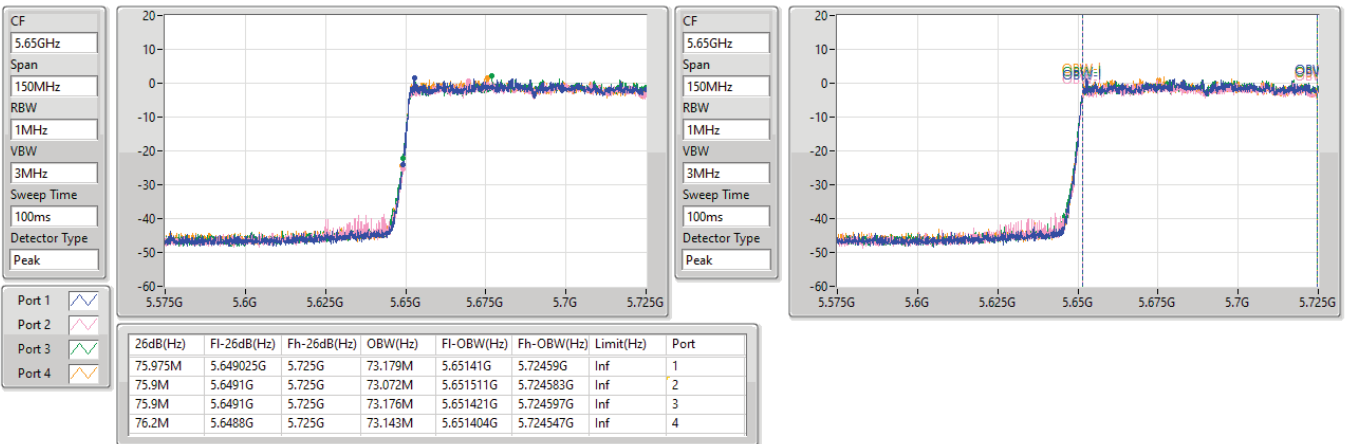 CF
5.65GHz
Span
150MHz
RBW
1MHz
VBW
3MHz
Sweep Time
100ms
Detector Type
Peak
20
10
0
-10
-20
-30
-40
-50
-60
5.575G 5.6G 5.625G 5.65G 5.675G 5.7G 5.725G
CF
5.65GHz
Span
150MHz
RBW
1MHz
VBW
3MHz
Sweep Time
100ms
Detector Type
Peak
20
10
0
-10
-20
-30
-40
-50
-60
5.575G 5.6G 5.625G 5.65G 5.675G 5.7G 5.725G
Port 1
Port 2
Port 3
Port 4
26dB(Hz) Fl-26dB(Hz) Fh-26dB(Hz) OBW(Hz) Fl-OBW(Hz) Fh-OBW(Hz) Limit(Hz) Port
75.975M 5.649025G 5.725G 73.179M 5.65141G 5.72459G Inf 1
75.9M 5.6491G 5.725G 73.072M 5.651511G 5.724583G Inf 2
75.9M 5.6491G 5.725G 73.176M 5.651421G 5.724597G Inf 3
76.2M 5.6488G 5.725G 73.143M 5.651404G 5.724547G Inf 4